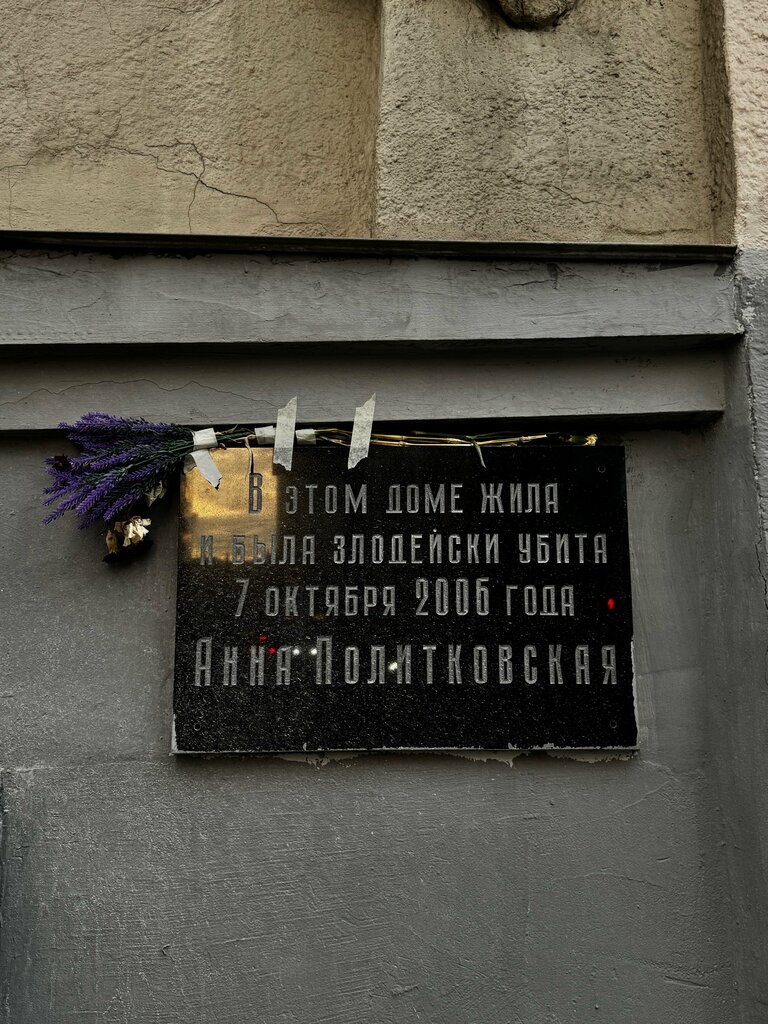 В ЭТОМ ДОМЕ ЖИЛА
И БЫЛА ЗЛОДЕЙСКИ УБИТА
7 ОКТЯБРЯ 2006 ГОДА
АННА ПОЛИТКОВСКАЯ